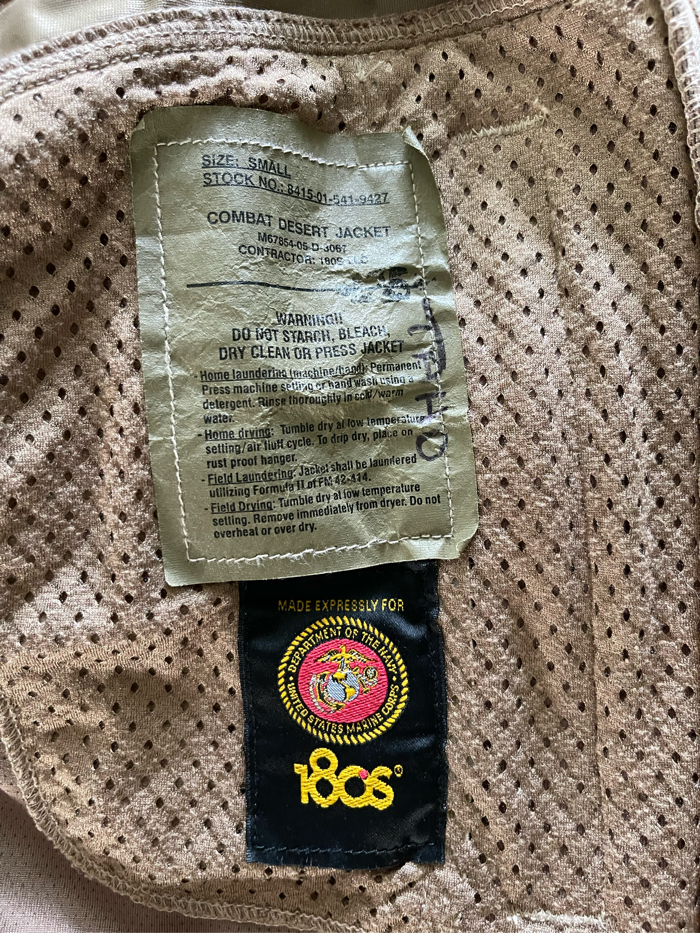 SIZE: SMALL
STOCK NO.: 8415-01-541-9427
COMBAT DESERT JACKET
M67854-05-D-3067
CONTRACTOR: 180S LLC
WARNING!!
DO NOT STARCH, BLEACH,
DRY CLEAN OR PRESS JACKET
- Home laundering (machine/hand): Permanent
Press machine setting or hand wash using a
detergent. Rinse thoroughly in cold/warm
water.
- Home drying: Tumble dry at low temperature
setting/air fluff cycle. To drip dry, place on
rust proof hanger.
- Field Laundering: Jacket shall be laundered
utilizing Formula II of FM 42-414.
- Field Drying: Tumble dry at low temperature
setting. Remove immediately from dryer. Do not
overheat or over dry.
MADE EXPRESSLY FOR
DEPARTMENT OF THE NAVY
UNITED STATES MARINE CORPS
180s®